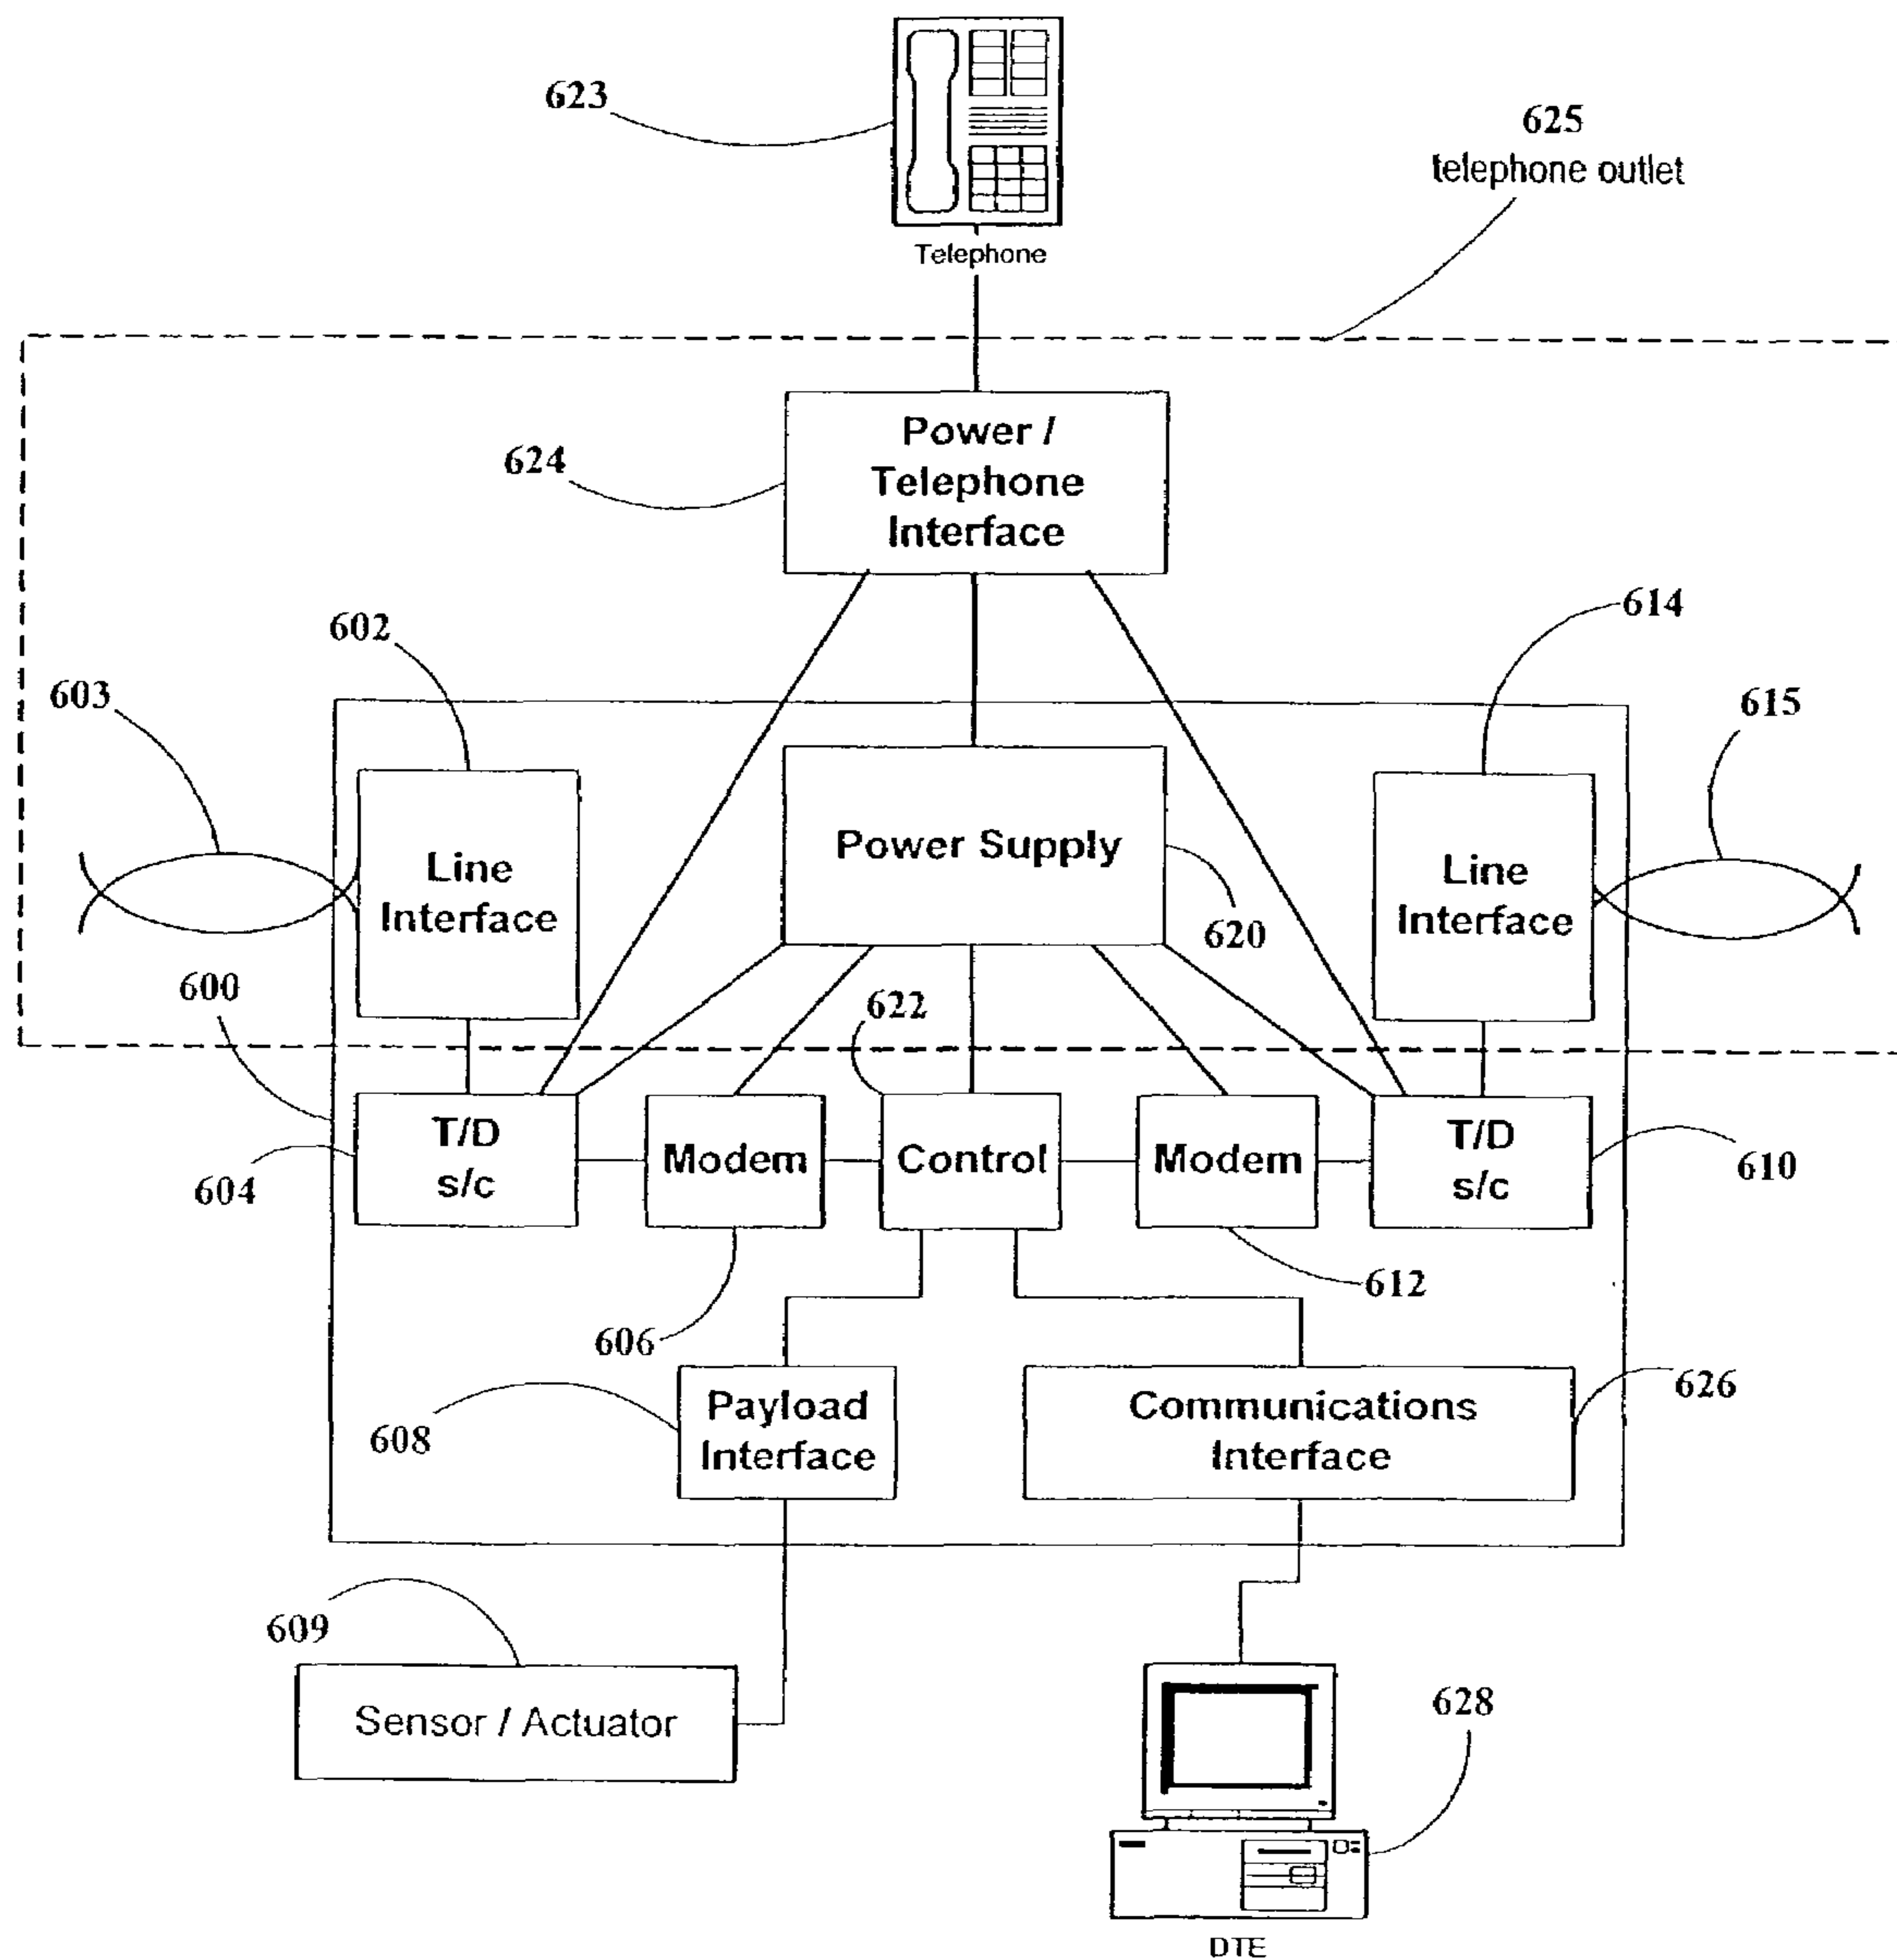 623
625
telephone outlet
Telephone
624
Power /
Telephone
Interface
602
614
603
615
Line
Interface
Power Supply
Line
Interface
620
600
622
604
T/D
s/c
Modem
Control
Modem
T/D
s/c
610
606
612
608
Payload
Interface
Communications
Interface
626
609
Sensor / Actuator
628
DTE